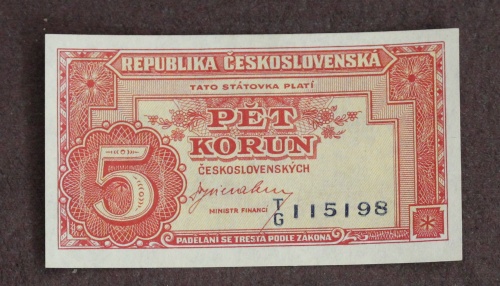 REPUBLIKA ČESKOSLOVENSKÁ
TATO STÁTOVKA PLATÍ
PĚT
KORUN
ČESKOSLOVENSKÝCH
5
MINISTR FINANCÍ
T/G 115198
PADĚLÁNÍ SE TRESTÁ PODLE ZÁKONA